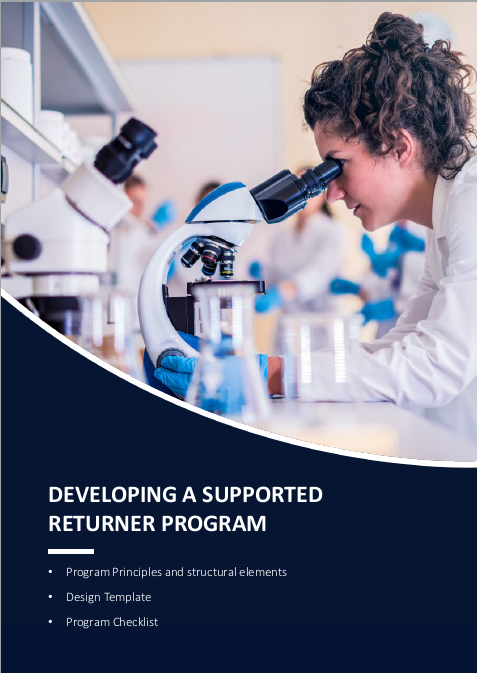 DEVELOPING A SUPPORTED
RETURNER PROGRAM
• Program Principles and structural elements
• Design Template
• Program Checklist